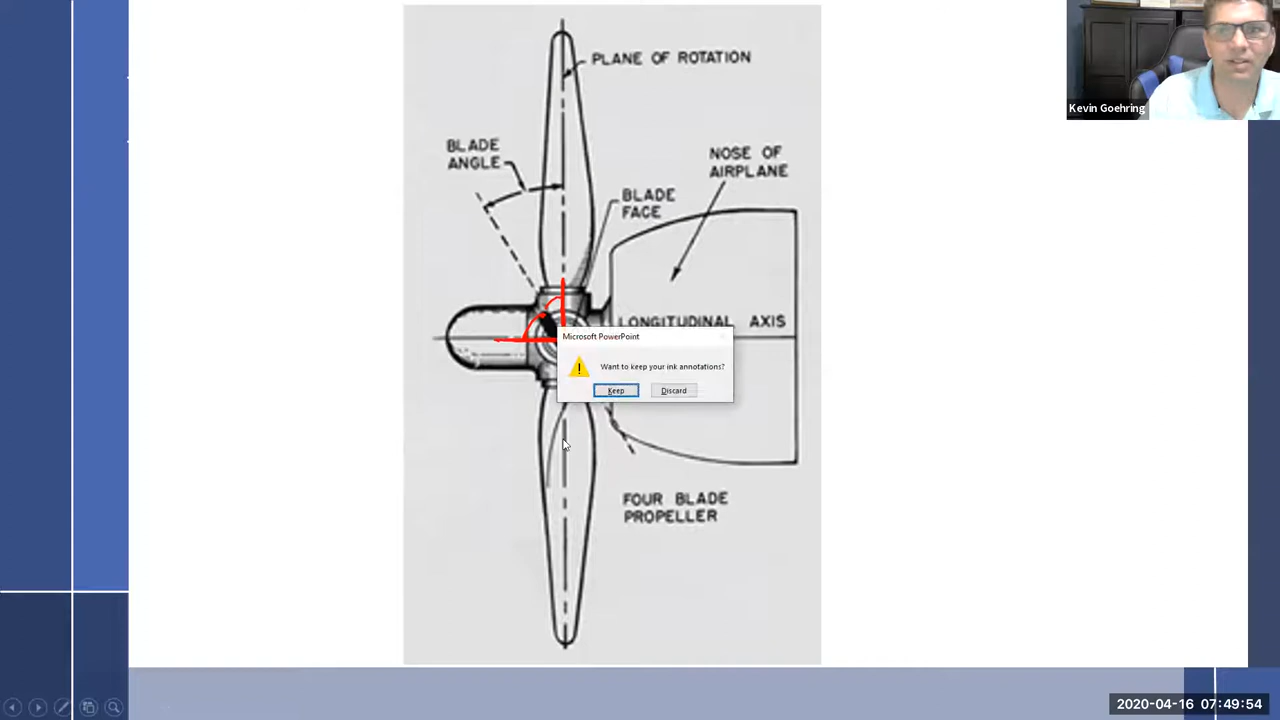 PLANE OF ROTATION
Kevin Goehring
BLADE
ANGLE
NOSE OF
AIRPLANE
BLADE
FACE
LONGITUDINAL AXIS
Microsoft PowerPoint
Want to keep your ink annotations?
Keep
Discard
FOUR BLADE
PROPELLER
2020-04-16 07:49:54